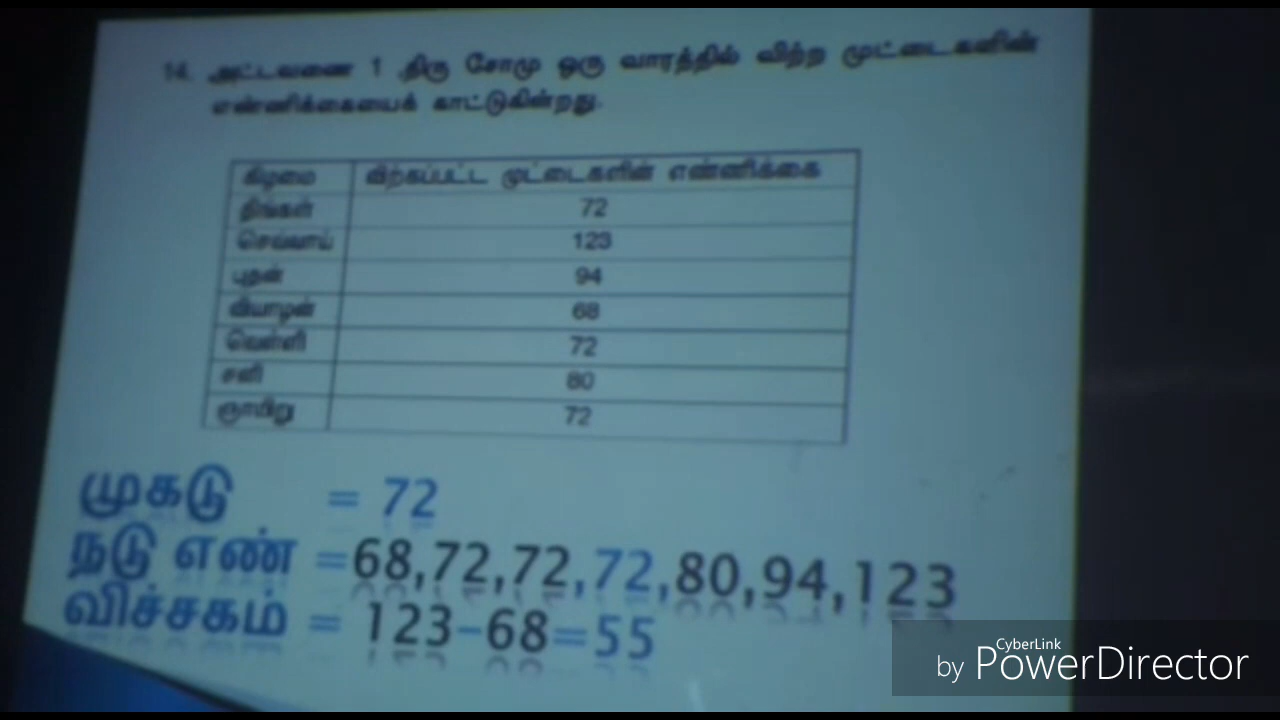 14. அட்டவணை 1 திரு சோமு ஒரு வாரத்தில் விற்ற முட்டைகளின்
எண்ணிக்கையைக் காட்டுகின்றது.
கிழமை விற்கப்பட்ட முட்டைகளின் எண்ணிக்கை
திங்கள் 72
செவ்வாய் 123
புதன் 94
வியாழன் 68
வெள்ளி 72
சனி 80
ஞாயிறு 72
முகடு = 72
நடு எண் =68,72,72,72,80,94,123
விச்சகம் = 123-68=55
CyberLink
by PowerDirector